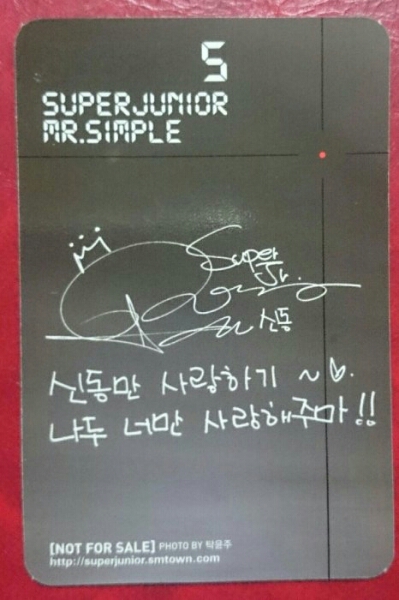 5
SUPERJUNIOR
MR.SIMPLE
Super
Jr.
신동
신동만 사랑하기 ~ ♡.
나두 너만 사랑해주마!!
[NOT FOR SALE] PHOTO BY 탁윤주
http://superjunior.smtown.com